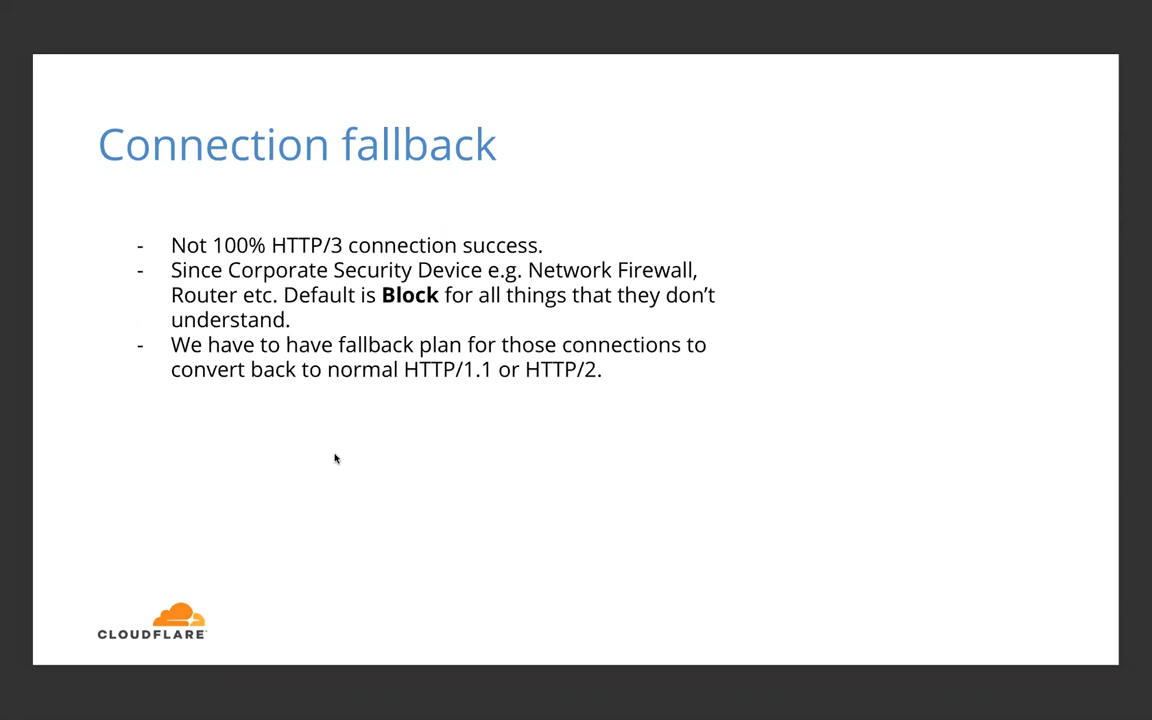 Connection fallback
- Not 100% HTTP/3 connection success.
- Since Corporate Security Device e.g. Network Firewall,
Router etc. Default is Block for all things that they don’t
understand.
- We have to have fallback plan for those connections to
convert back to normal HTTP/1.1 or HTTP/2.
CLOUDFLARE